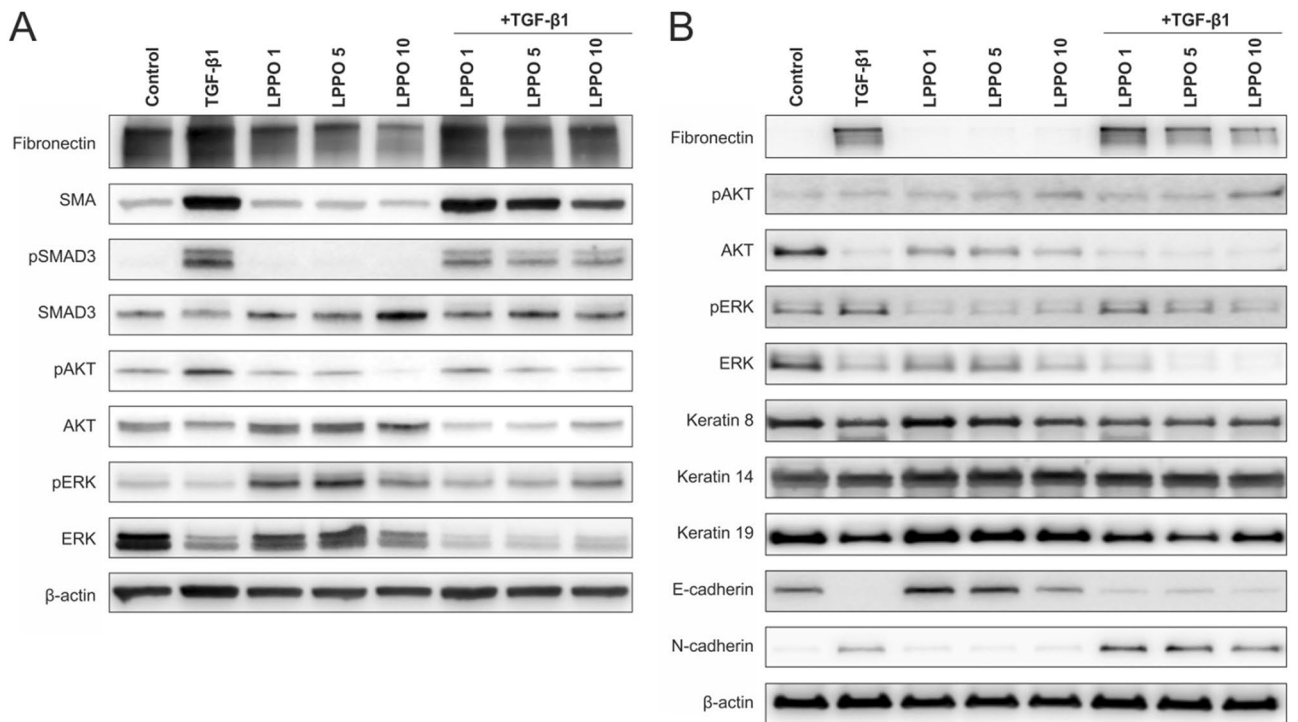 A
+TGF-β1
Control
TGF-β1
LPPO 1
LPPO 5
LPPO 10
LPPO 1
LPPO 5
LPPO 10
Fibronectin
SMA
pSMAD3
SMAD3
pAKT
AKT
pERK
ERK
β-actin
B
+TGF-β1
Control
TGF-β1
LPPO 1
LPPO 5
LPPO 10
LPPO 1
LPPO 5
LPPO 10
Fibronectin
pAKT
AKT
pERK
ERK
Keratin 8
Keratin 14
Keratin 19
E-cadherin
N-cadherin
β-actin